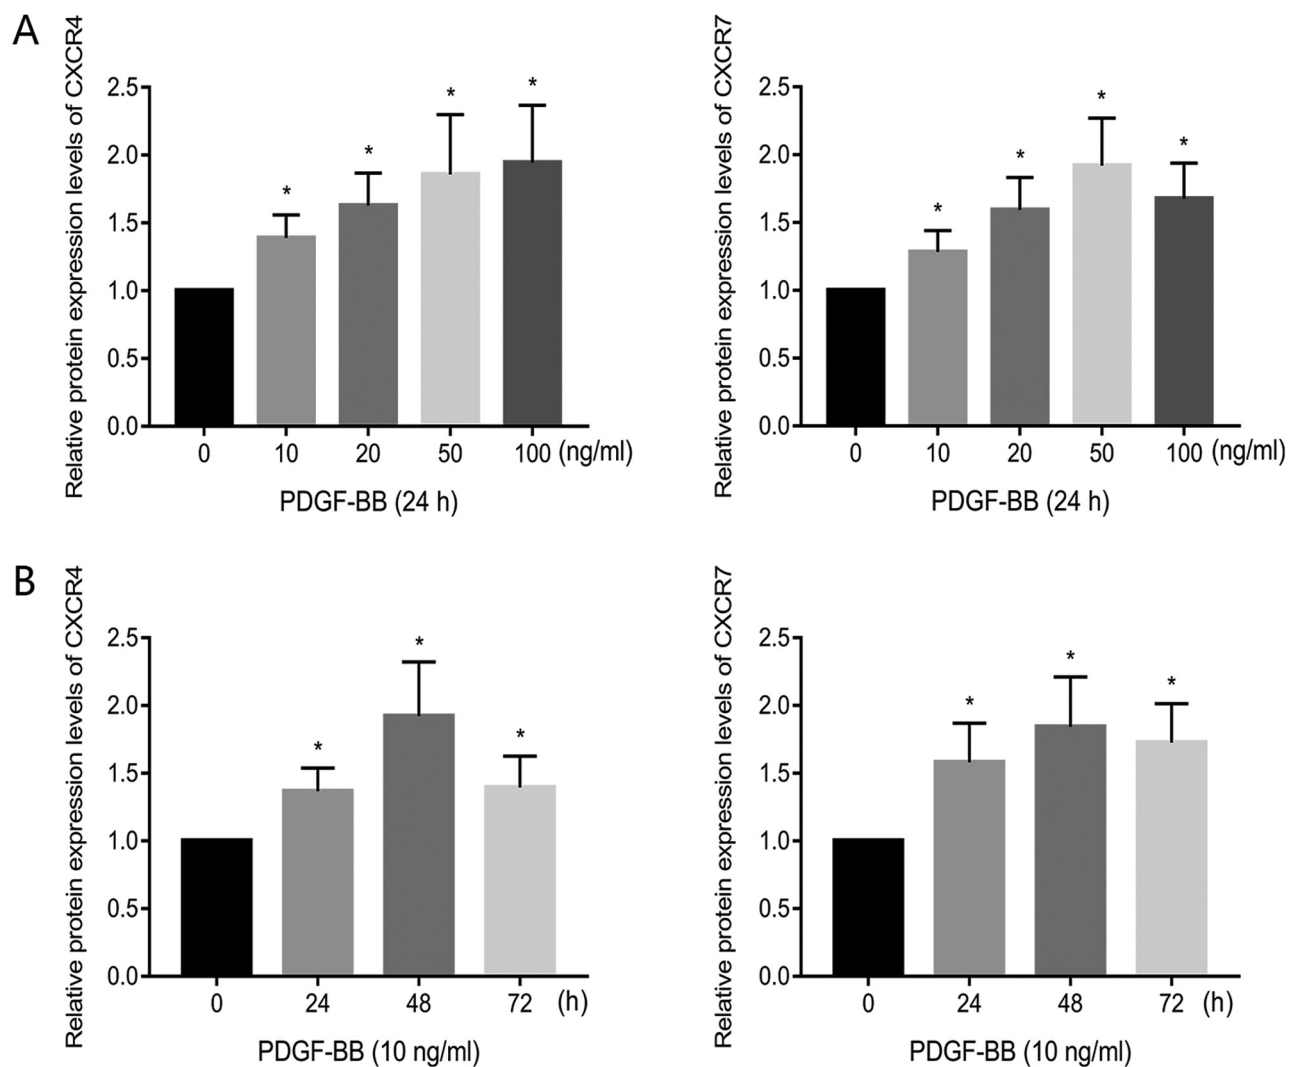 A
Relative protein expression levels of CXCR4
2.5
2.0
1.5
1.0
0.5
0.0
* * * *
0 10 20 50 100 (ng/ml)
PDGF-BB (24 h)
Relative protein expression levels of CXCR7
2.5
2.0
1.5
1.0
0.5
0.0
* * * *
0 10 20 50 100 (ng/ml)
PDGF-BB (24 h)
B
Relative protein expression levels of CXCR4
2.5
2.0
1.5
1.0
0.5
0.0
* * *
0 24 48 72 (h)
PDGF-BB (10 ng/ml)
Relative protein expression levels of CXCR7
2.5
2.0
1.5
1.0
0.5
0.0
* * *
0 24 48 72 (h)
PDGF-BB (10 ng/ml)